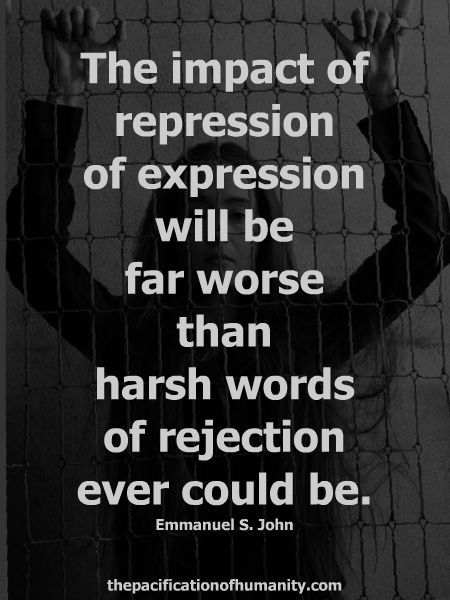 The impact of
repression
of expression
will be
far worse
than
harsh words
of rejection
ever could be.
Emmanuel S. John
thepacificationofhumanity.com